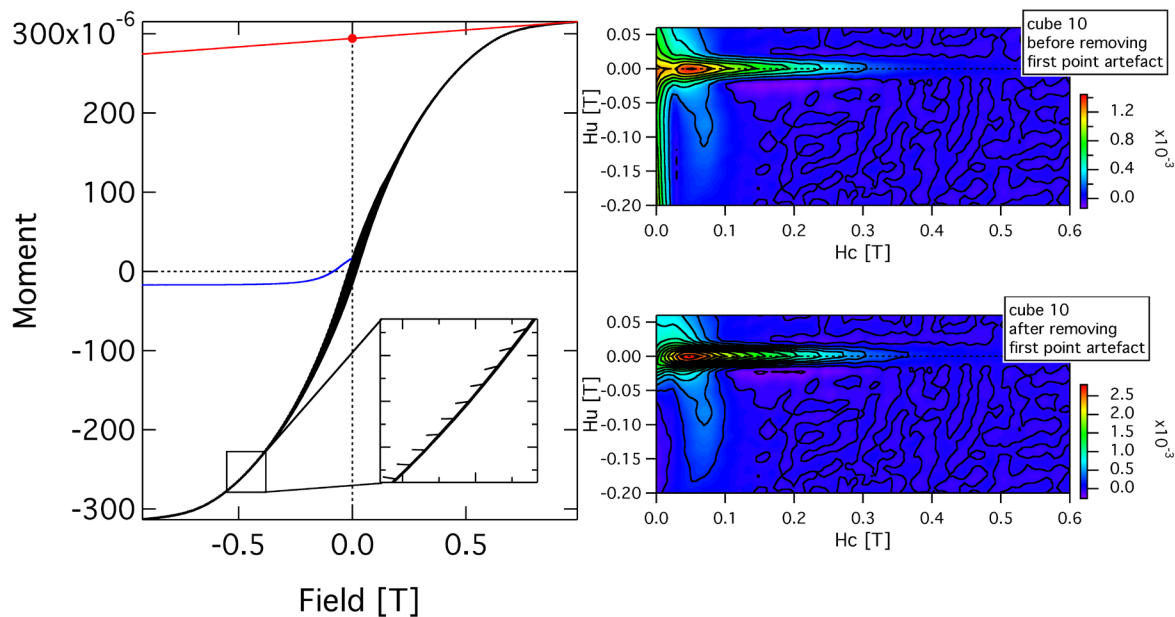 300x10-6
200
100
0
-100
-200
-300
-0.5
0.0
0.5
Moment
Field [T]
cube 10
before removing
first point artefact
0.00
-0.05
-0.10
-0.15
-0.20
Hu [T]
0.0
0.1
0.2
0.3
0.4
0.5
0.6
Hc [T]
1.2
0.8
0.4
0.0
x10-3
cube 10
after removing
first point artefact
0.05
0.00
-0.05
-0.10
-0.15
-0.20
Hu [T]
0.0
0.1
0.2
0.3
0.4
0.5
0.6
Hc [T]
2.5
2.0
1.5
1.0
0.5
0.0
x10-3